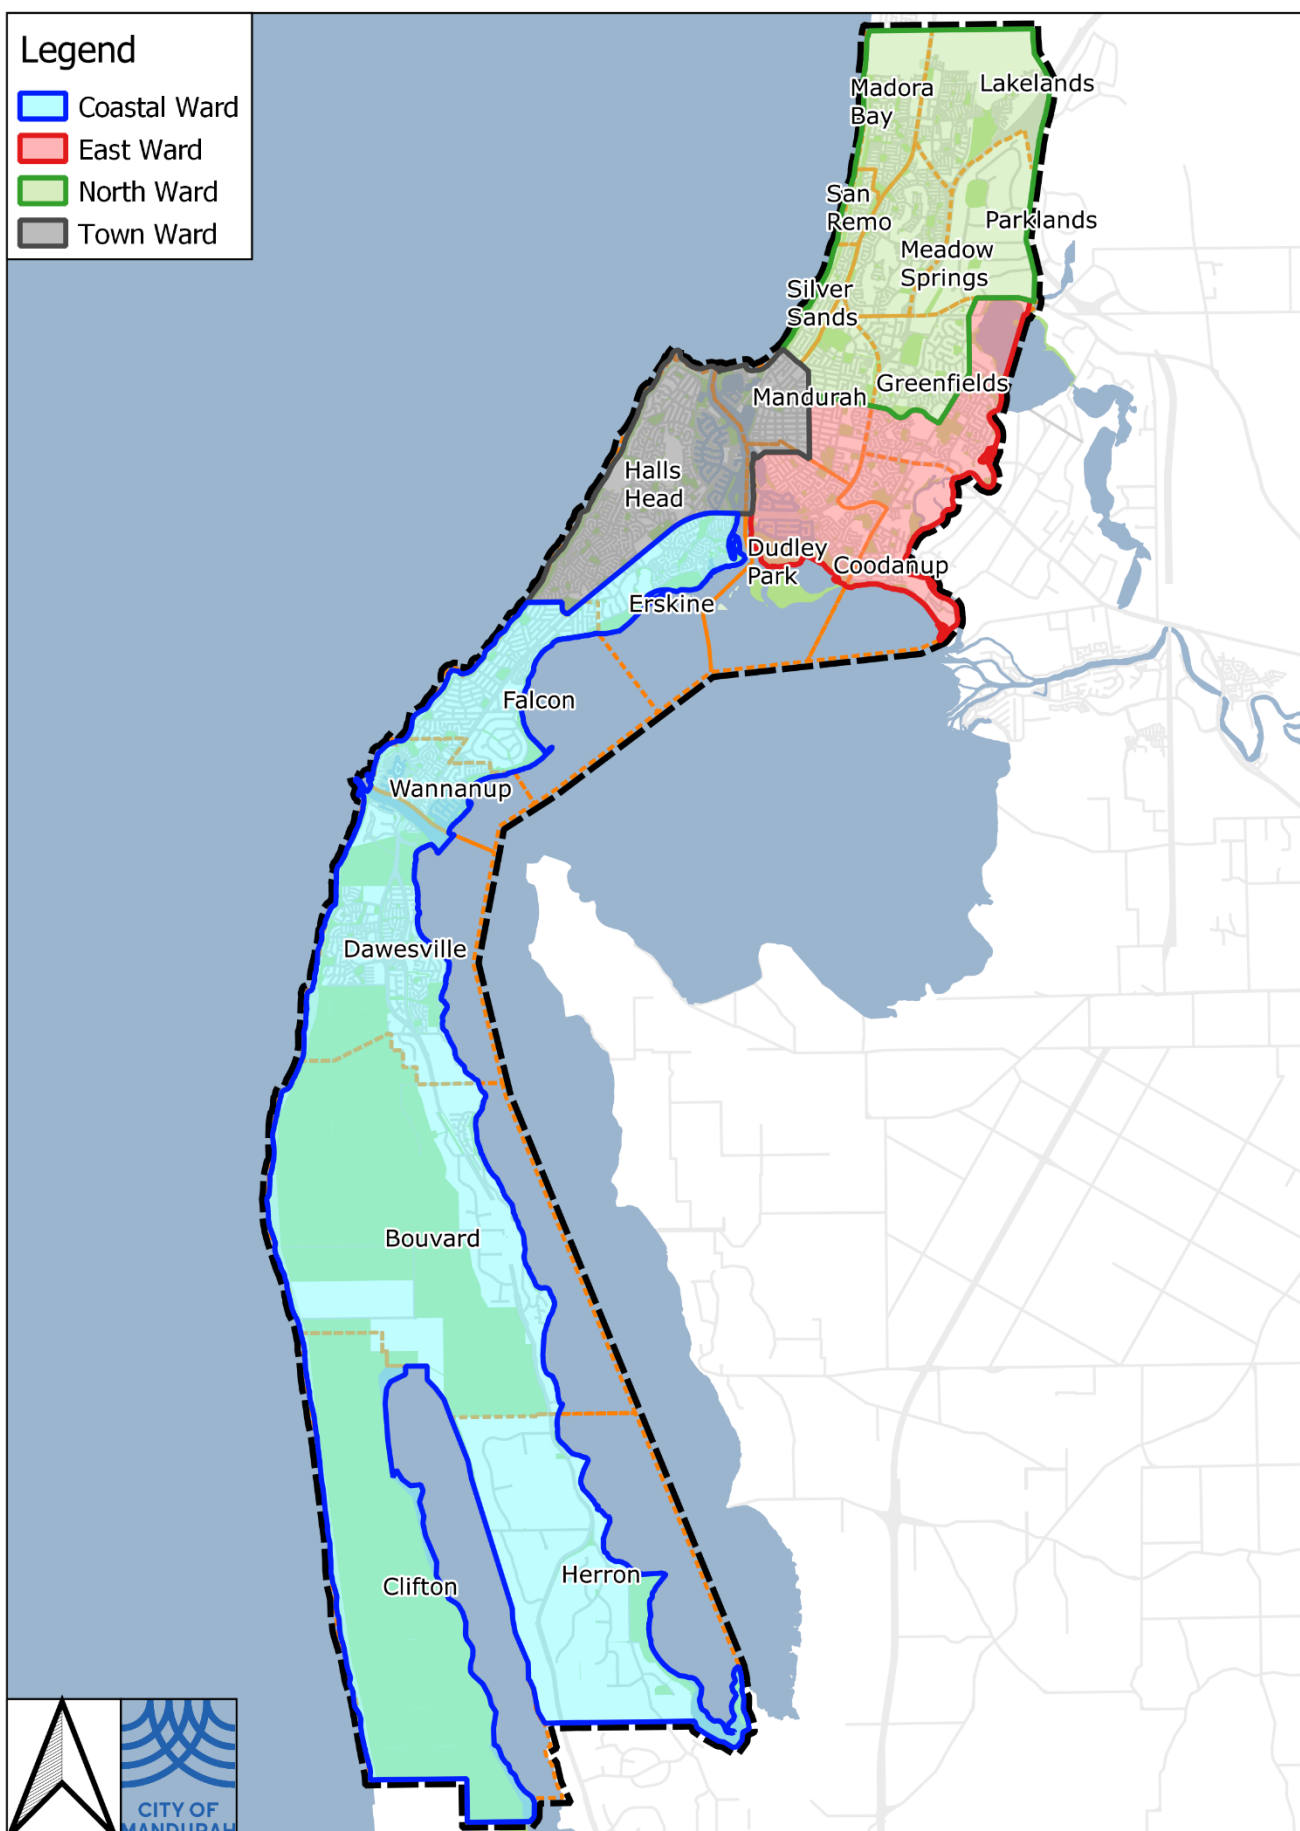 Legend
Coastal Ward
East Ward
North Ward
Town Ward
Madora
Bay
Lakelands
San
Remo
Parklands
Meadow
Springs
Silver
Sands
Greenfields
Mandurah
Halls
Head
Dudley
Park
Coodanup
Erskine
Falcon
Wannanup
Dawesville
Bouvard
Herron
Clifton
CITY OF
MANDURAH